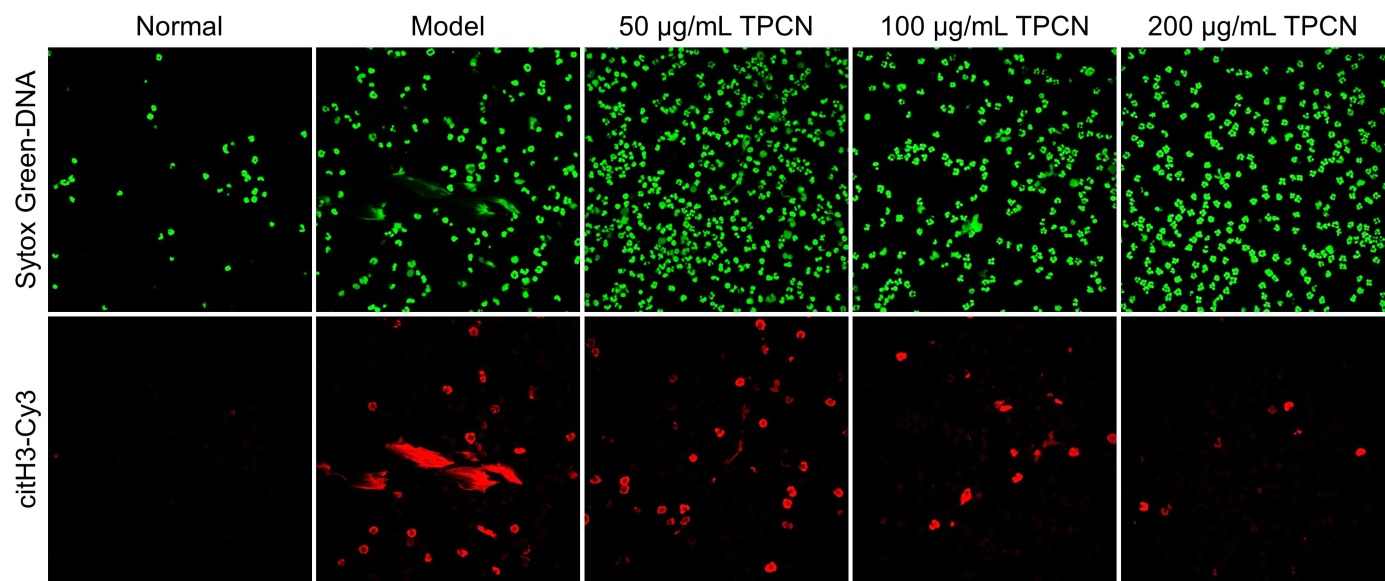 Normal
Model
50 µg/mL TPCN
100 µg/mL TPCN
200 µg/mL TPCN
Sytox Green-DNA
citH3-Cy3